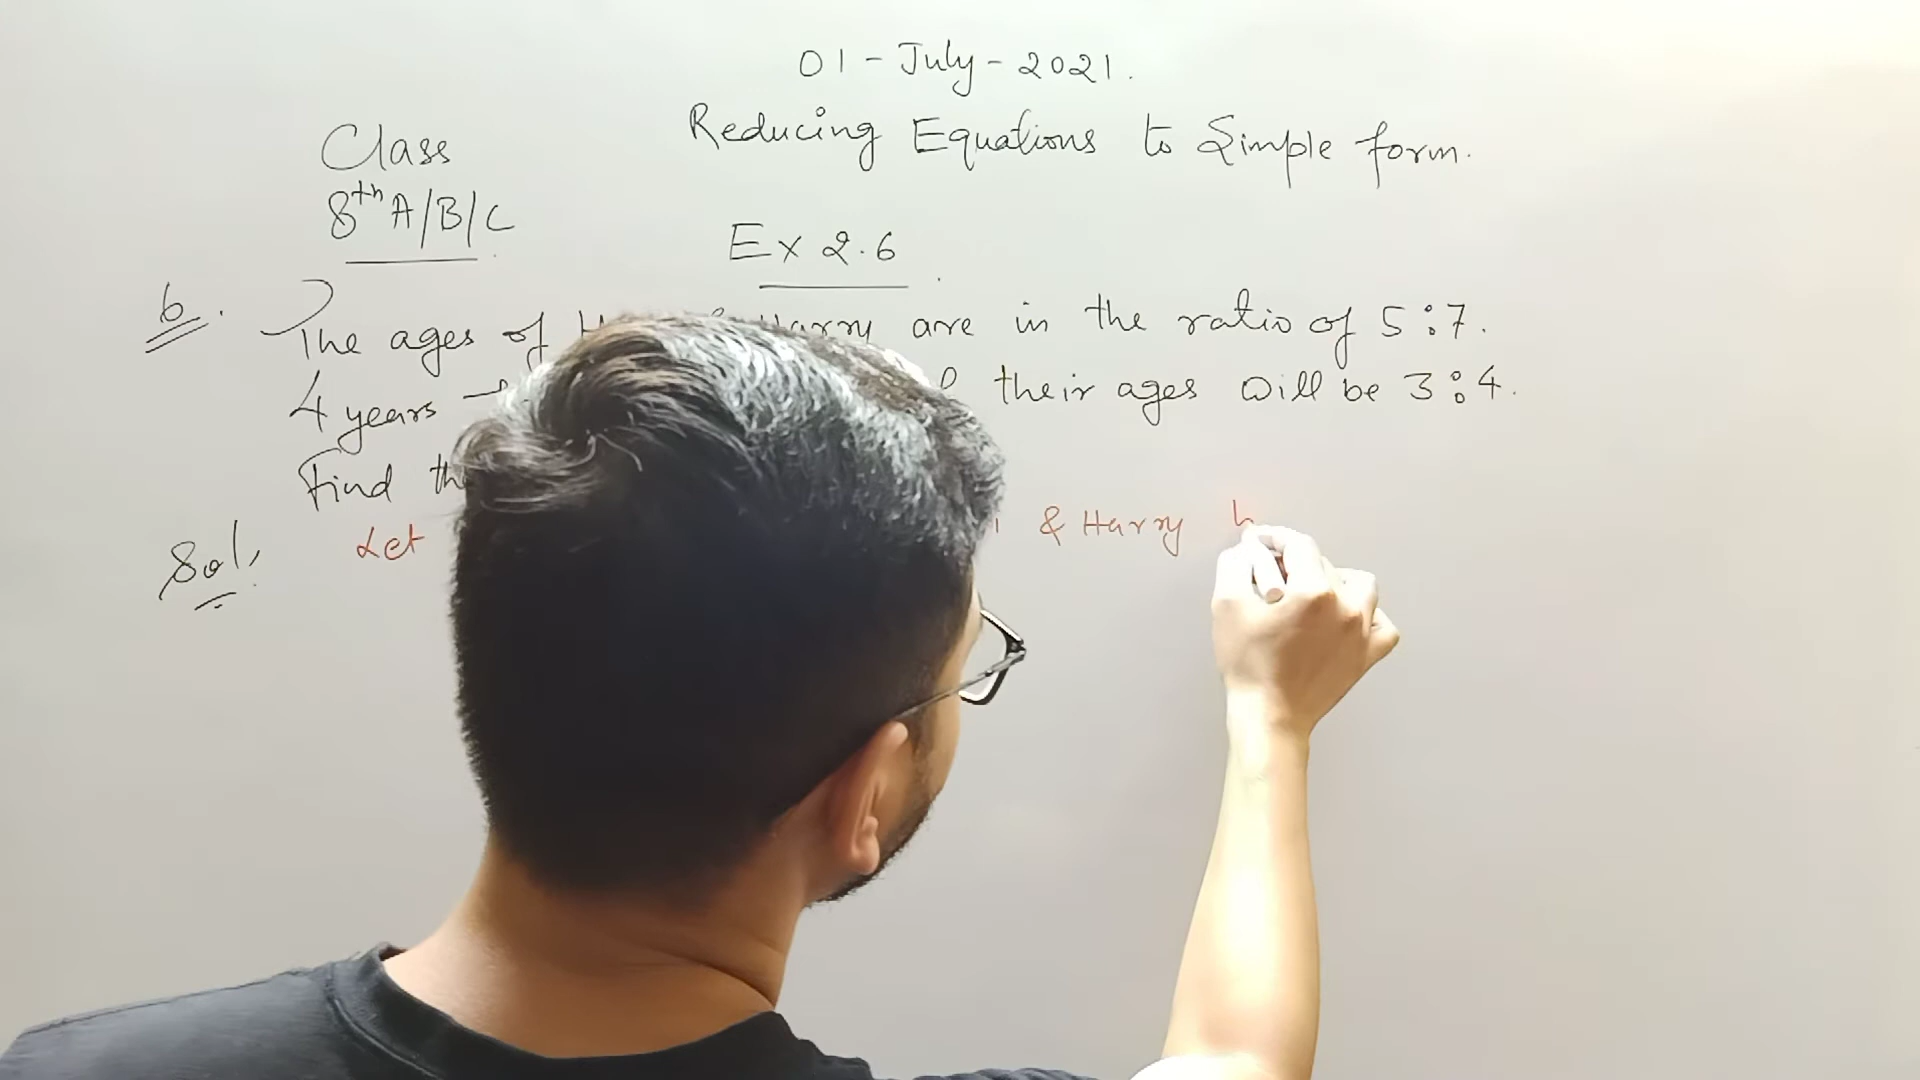 01-July-2021.
Reducing Equations to Simple form.
Class
8th A/B/C
Ex 2.6
6. The ages of Harry are in the ratio of 5:7.
4 years their ages will be 3:4.
Find
Sol. Let & Harry